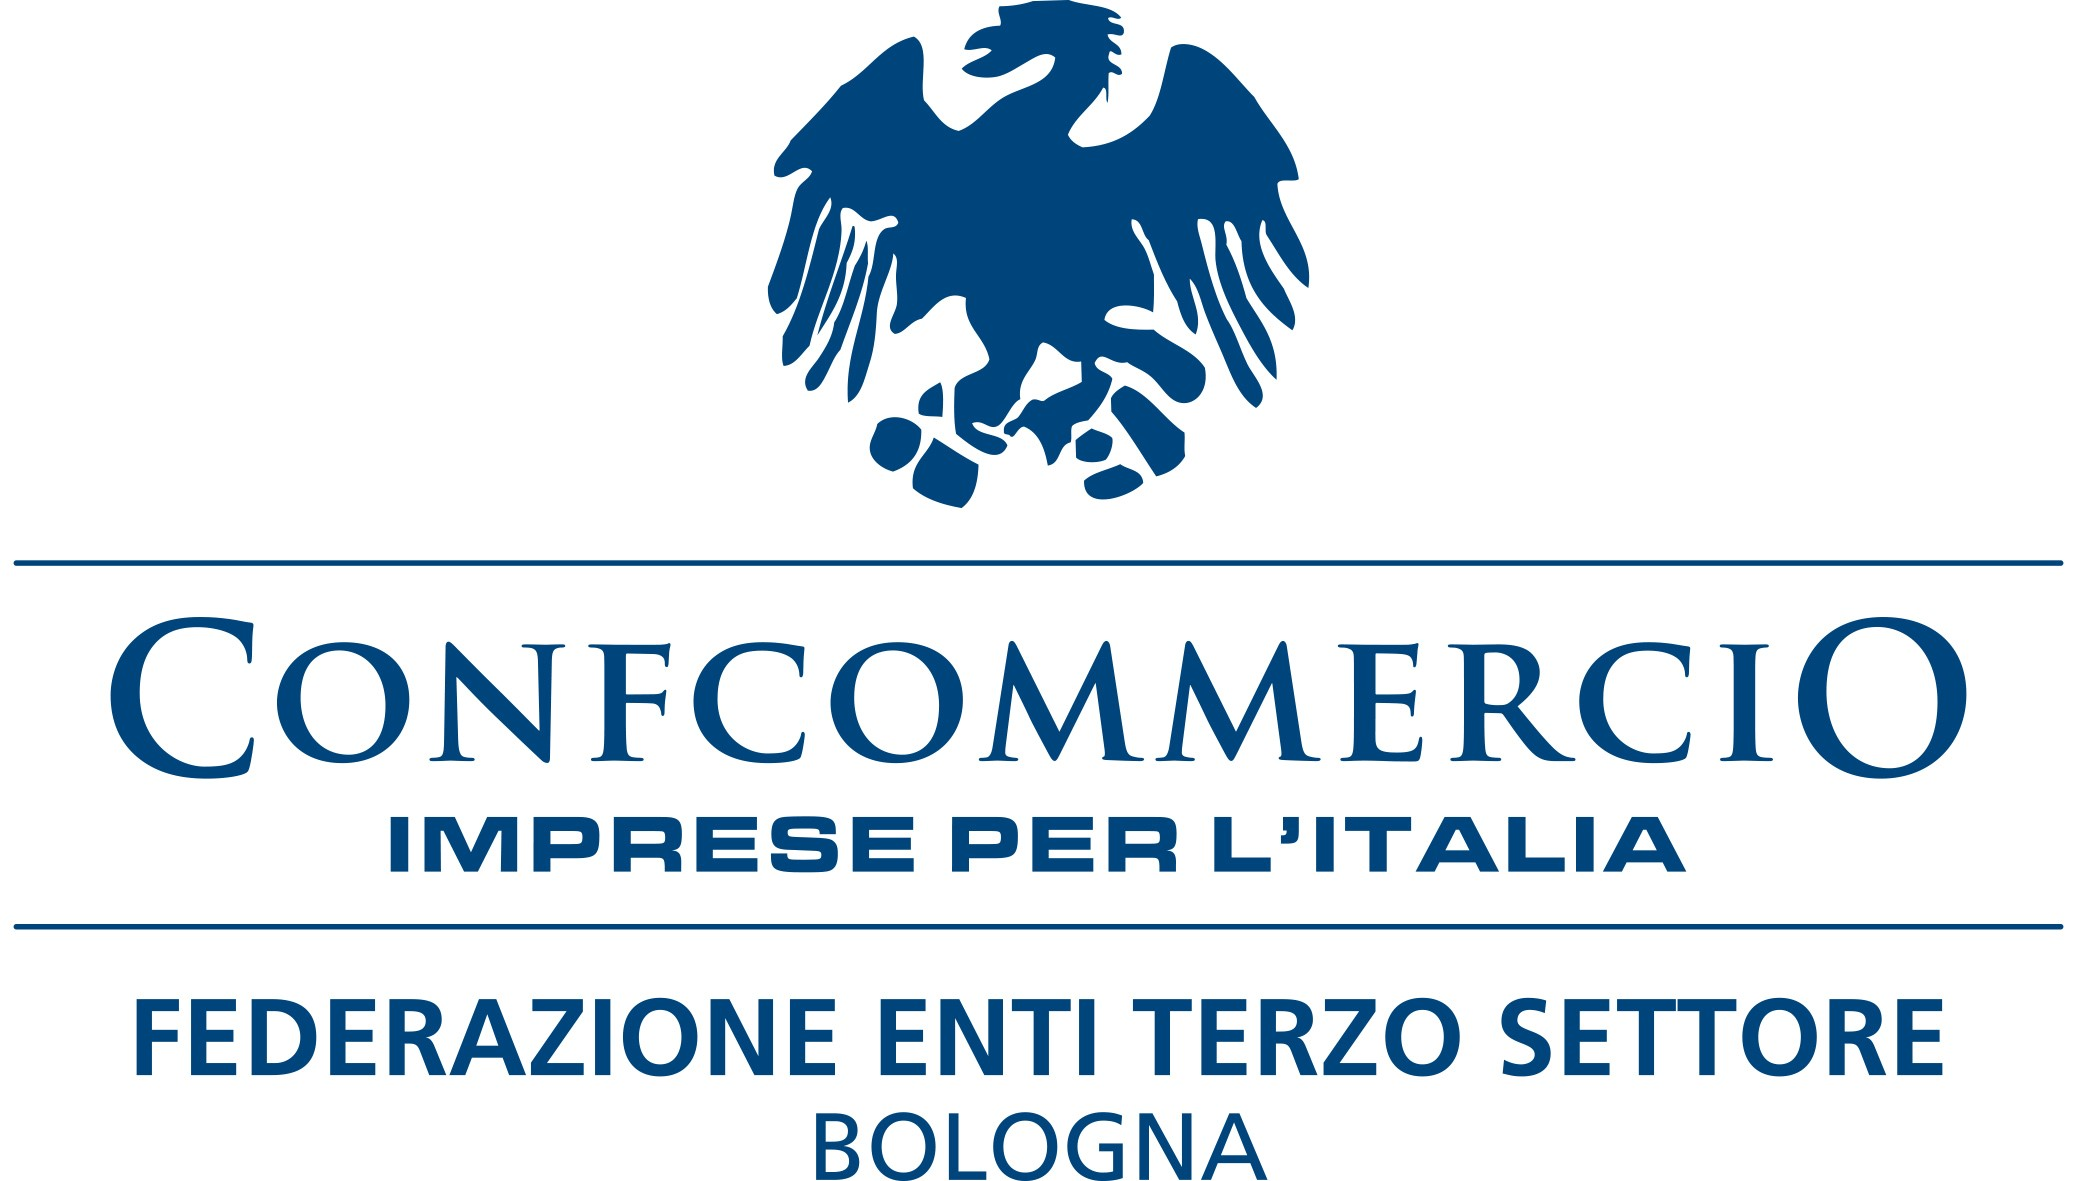 CONFCOMMERCIO
IMPRESE PER L'ITALIA
FEDERAZIONE ENTI TERZO SETTORE
BOLOGNA